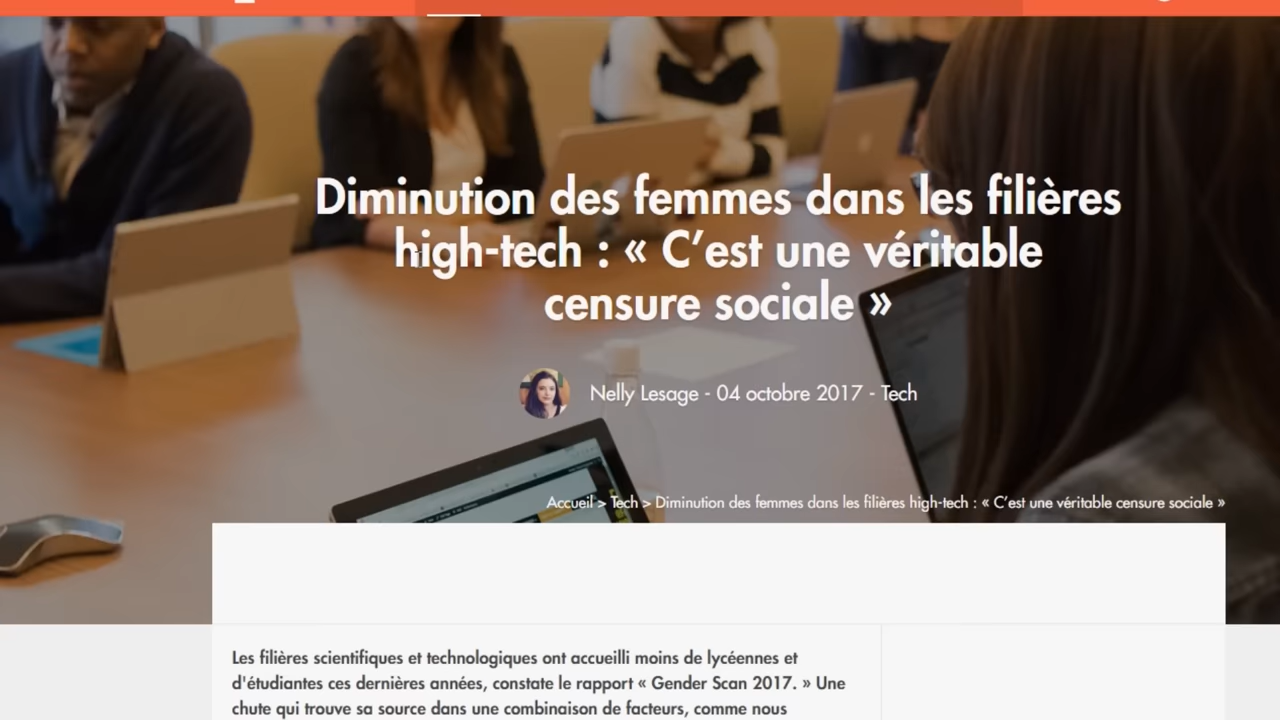 Diminution des femmes dans les filières
high-tech : « C’est une véritable
censure sociale »
Nelly Lesage - 04 octobre 2017 - Tech
Accueil > Tech > Diminution des femmes dans les filières high-tech : « C’est une véritable censure sociale »
Les filières scientifiques et technologiques ont accueilli moins de lycéennes et
d'étudiantes ces dernières années, constate le rapport « Gender Scan 2017. » Une
chute qui trouve sa source dans une combinaison de facteurs, comme nous